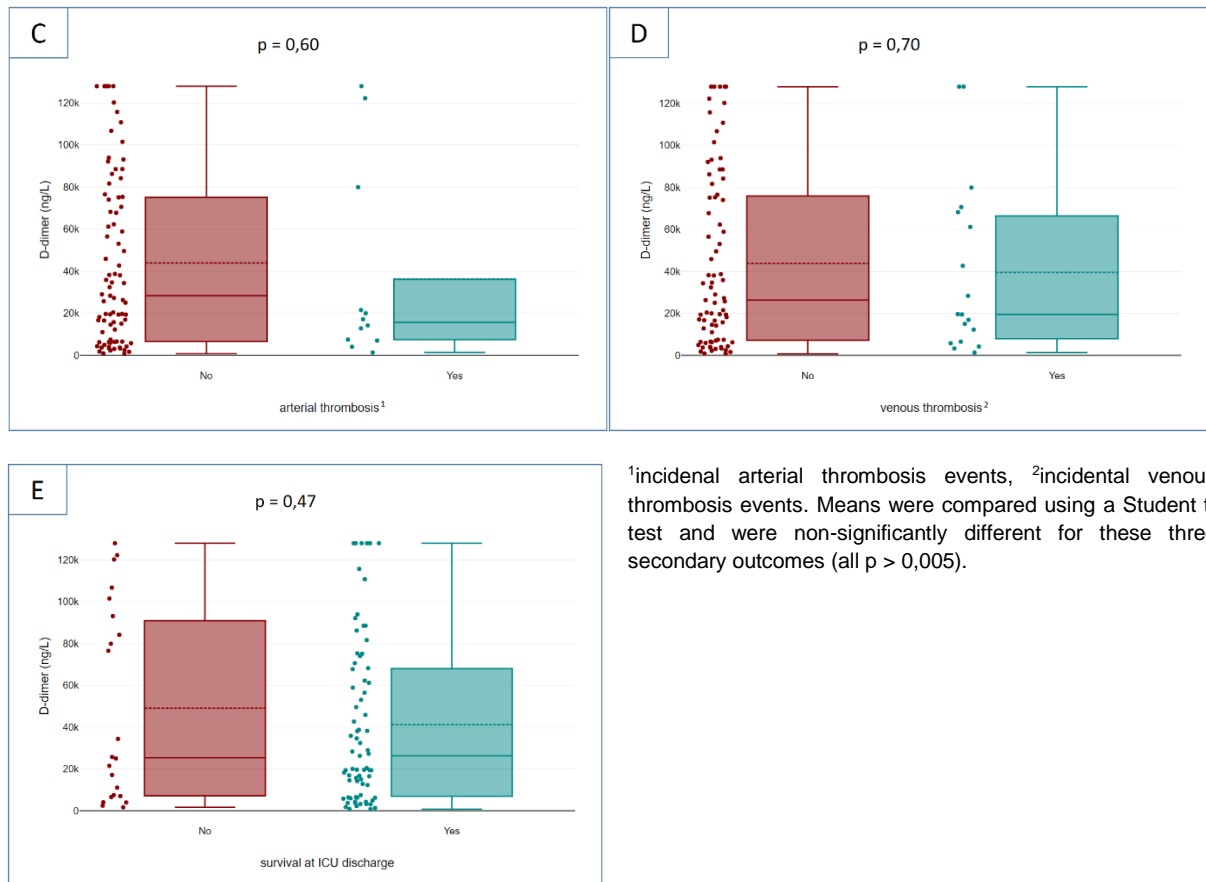 C
p = 0,60
120k
100k
80k
60k
40k
20k
0
D-dimer (ng/L)
No
Yes
arterial thrombosis¹
D
p = 0,70
120k
100k
80k
60k
40k
20k
0
D-dimer (ng/L)
No
Yes
venous thrombosis²
E
p = 0,47
120k
100k
80k
60k
40k
20k
0
D-dimer (ng/L)
No
Yes
survival at ICU discharge
¹incidenal arterial thrombosis events, ²incidental venou
thrombosis events. Means were compared using a Student t
test and were non-significantly different for these thre
secondary outcomes (all p > 0,005).